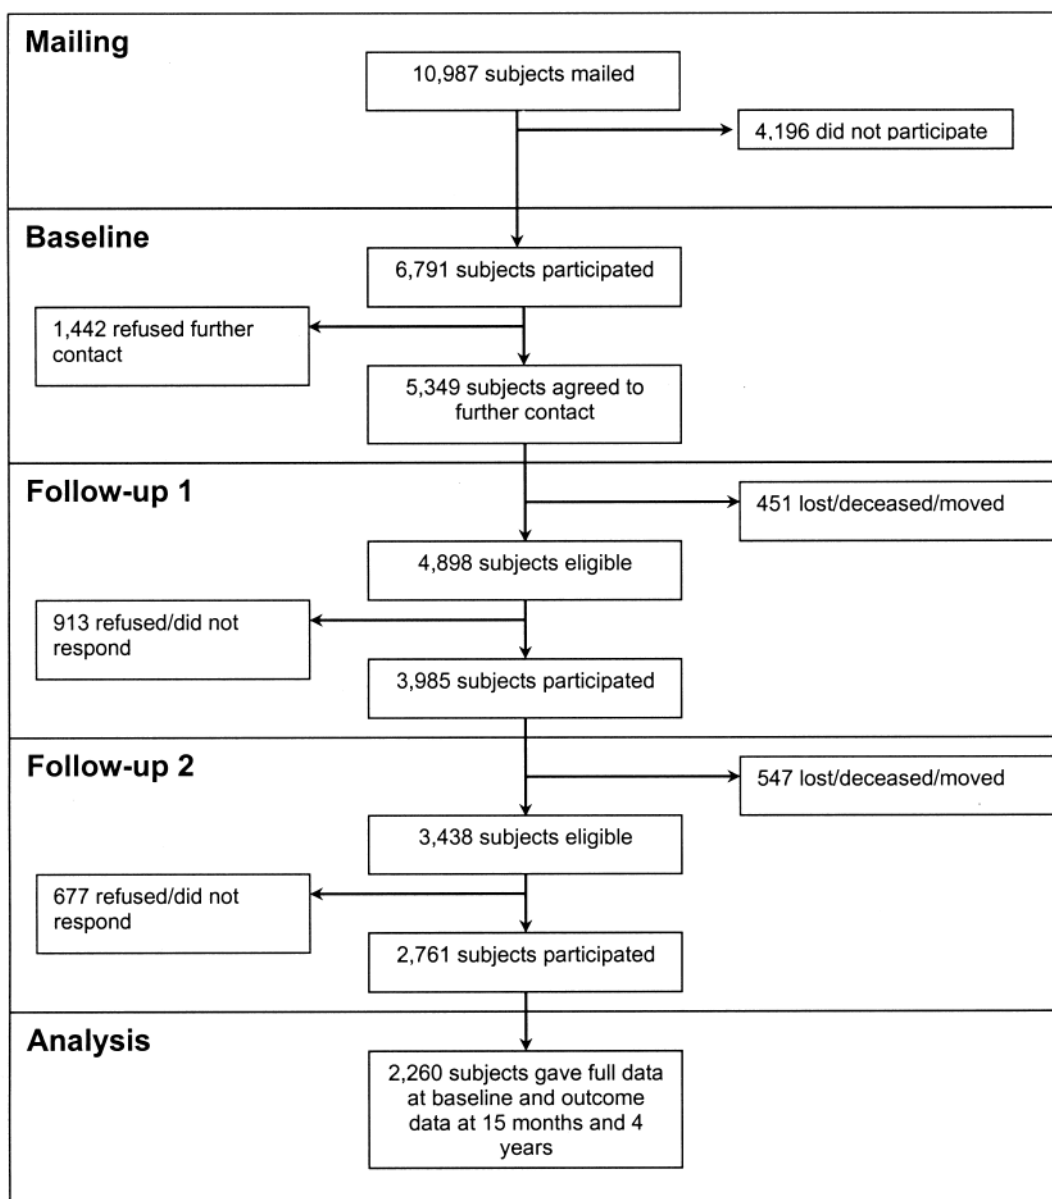 Mailing
10,987 subjects mailed
4,196 did not participate
Baseline
6,791 subjects participated
1,442 refused further
contact
5,349 subjects agreed to
further contact
Follow-up 1
451 lost/deceased/moved
4,898 subjects eligible
913 refused/did not
respond
3,985 subjects participated
Follow-up 2
547 lost/deceased/moved
3,438 subjects eligible
677 refused/did not
respond
2,761 subjects participated
Analysis
2,260 subjects gave full data
at baseline and outcome
data at 15 months and 4
years